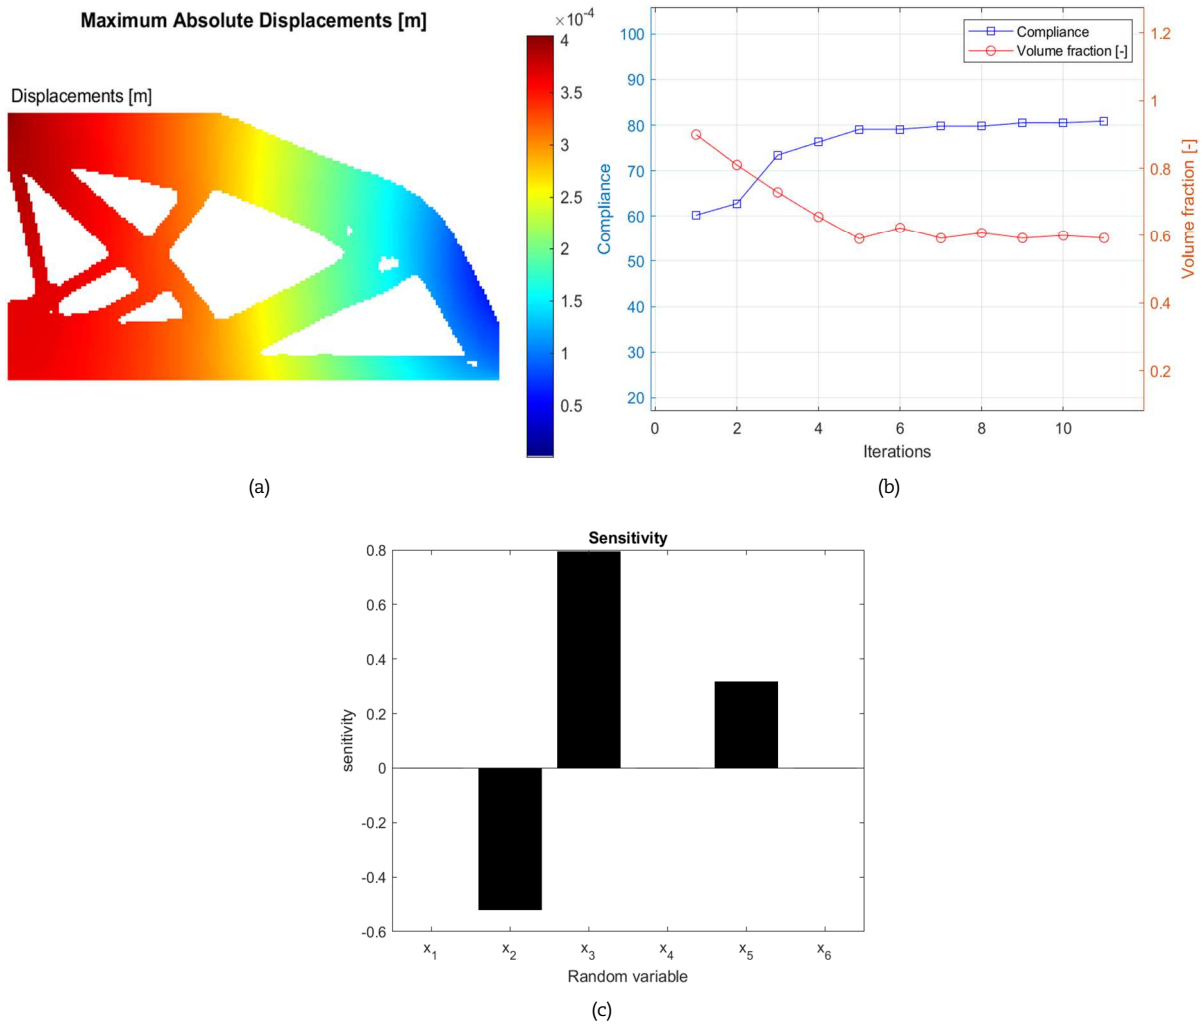 Maximum Absolute Displacements [m]
×10⁻⁴
Displacements [m]
4
3.5
3
2.5
2
1.5
1
0.5
(a)
100
90
80
70
60
50
40
30
20
Compliance
0 2 4 6 8 10
Iterations
Compliance
Volume fraction [-]
1.2
1
0.8
0.6
0.4
0.2
Volume fraction [-]
(b)
Sensitivity
0.8
0.6
0.4
0.2
0
-0.2
-0.4
-0.6
senitivity
x₁ x₂ x₃ x₄ x₅ x₆
Random variable
(c)